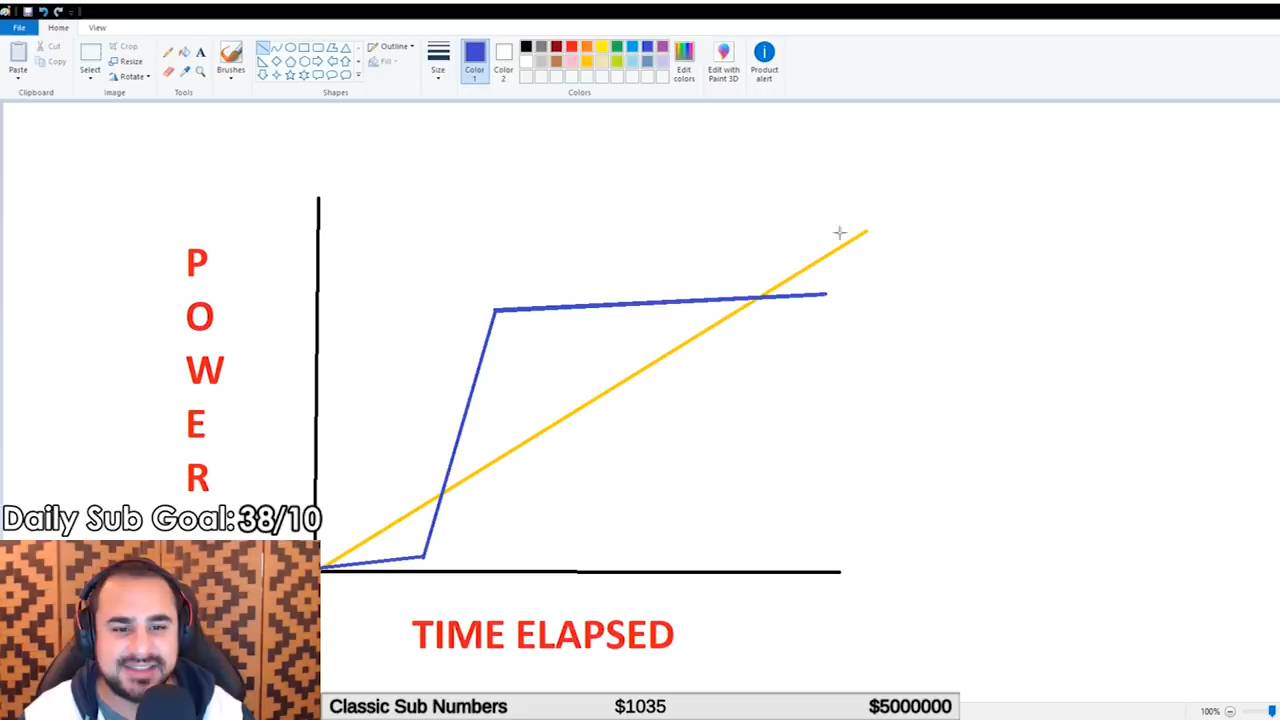 File Home View
Cut
Copy
Paste
Clipboard
Select
Crop
Resize
Rotate
Image
A
Tools
Brushes
Outline
Fill
Shapes
Size
Color
1
Color
2
Edit
colors
Colors
Edit with
Paint 3D
Product
alert
P
O
W
E
R
Daily Sub Goal: 38/10
TIME ELAPSED
Classic Sub Numbers $1035 $5000000
100%